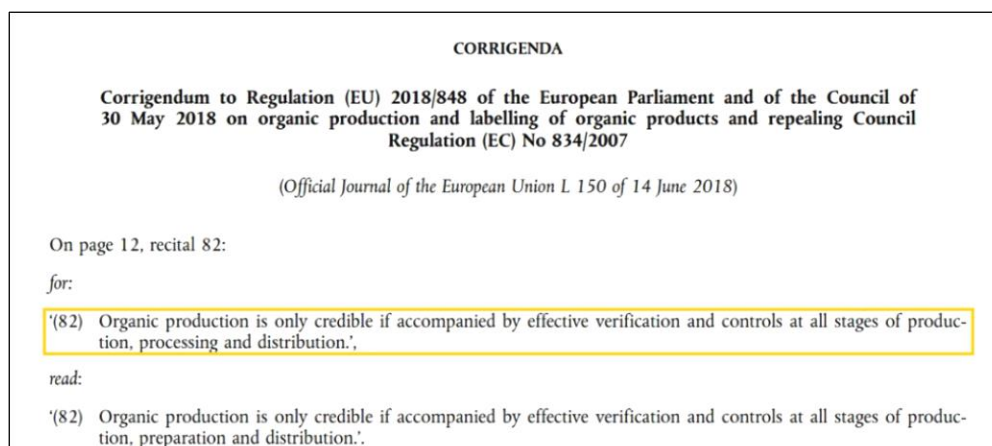 CORRIGENDA
Corrigendum to Regulation (EU) 2018/848 of the European Parliament and of the Council of
30 May 2018 on organic production and labelling of organic products and repealing Council
Regulation (EC) No 834/2007
(Official Journal of the European Union L 150 of 14 June 2018)
On page 12, recital 82:
for:
‘(82) Organic production is only credible if accompanied by effective verification and controls at all stages of produc-
tion, processing and distribution.’,
read:
‘(82) Organic production is only credible if accompanied by effective verification and controls at all stages of produc-
tion, preparation and distribution.’.